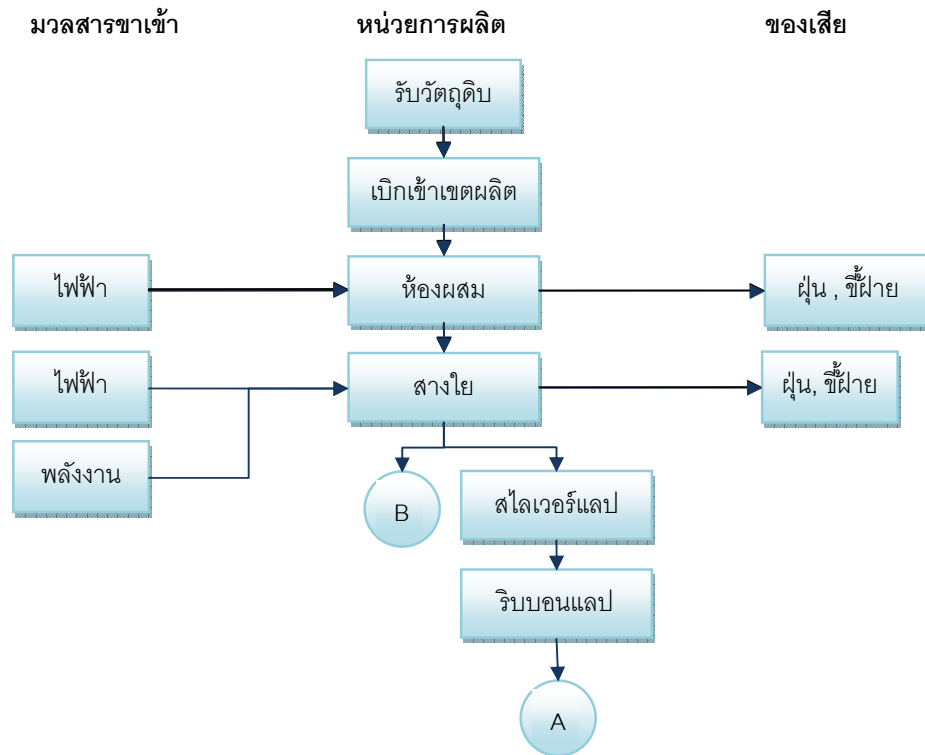 มวลสารขาเข้า หน่วยการผลิต ของเสีย
รับวัตถุดิบ
เบิกเข้าเขตผลิต
ไฟฟ้า ห้องผสม ฝุ่น , ขี้ฝ้าย
ไฟฟ้า สางใย ฝุ่น, ขี้ฝ้าย
พลังงาน
B สไลเวอร์แลป
ริบบอนแลป
A